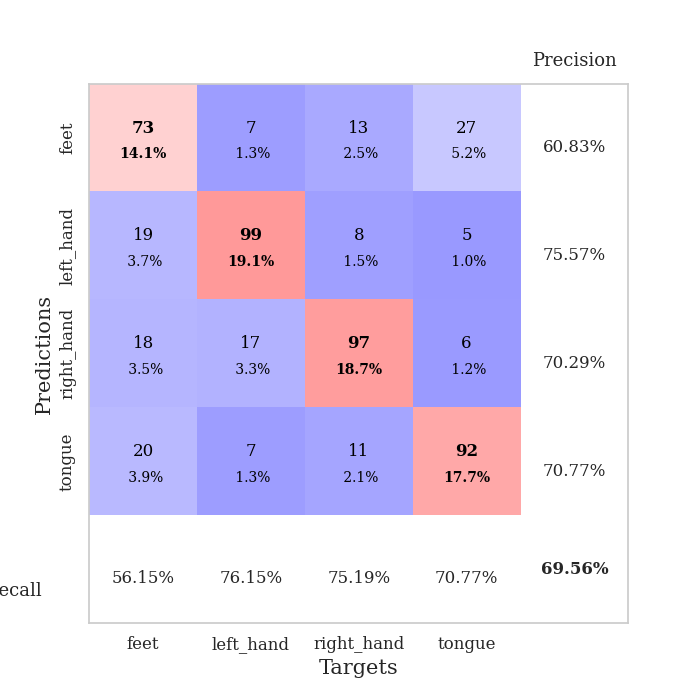 Precision
feet 73 7 13 27 60.83%
14.1% 1.3% 2.5% 5.2%
left_hand 19 99 8 5 75.57%
3.7% 19.1% 1.5% 1.0%
Predictions
right_hand 18 17 97 6 70.29%
3.5% 3.3% 18.7% 1.2%
tongue 20 7 11 92 70.77%
3.9% 1.3% 2.1% 17.7%
ecall 56.15% 76.15% 75.19% 70.77% 69.56%
feet left_hand right_hand tongue
Targets